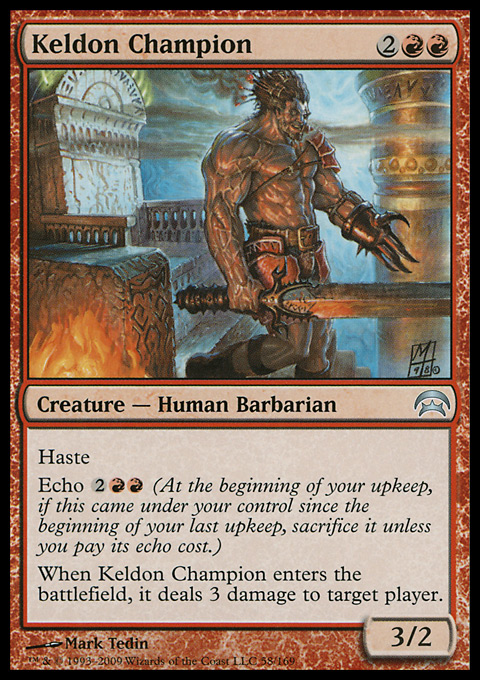 Keldon Champion 2
Creature — Human Barbarian
Haste
Echo 2 (At the beginning of your upkeep,
if this came under your control since the
beginning of your last upkeep, sacrifice it unless
you pay its echo cost.)
When Keldon Champion enters the
battlefield, it deals 3 damage to target player.
3/2
Mark Tedin
™ & © 1993–2009 Wizards of the Coast LLC 58/169